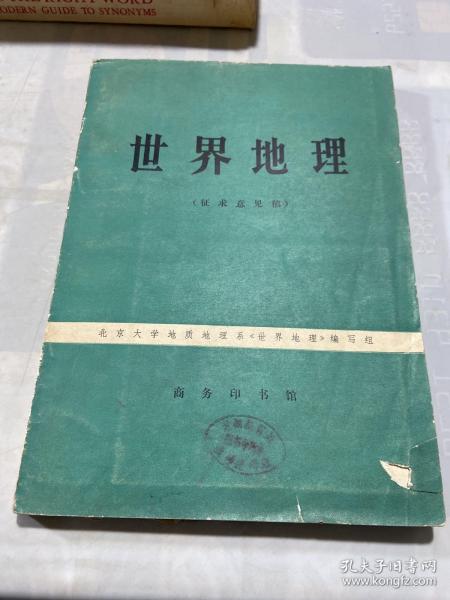 THE RIGHT WORD
MODERN GUIDE TO SYNONYMS
世界地理
(征求意见稿)
北京大学地质地理系《世界地理》编写组
商务印书馆
孔夫子旧书网
www.kongfz.com